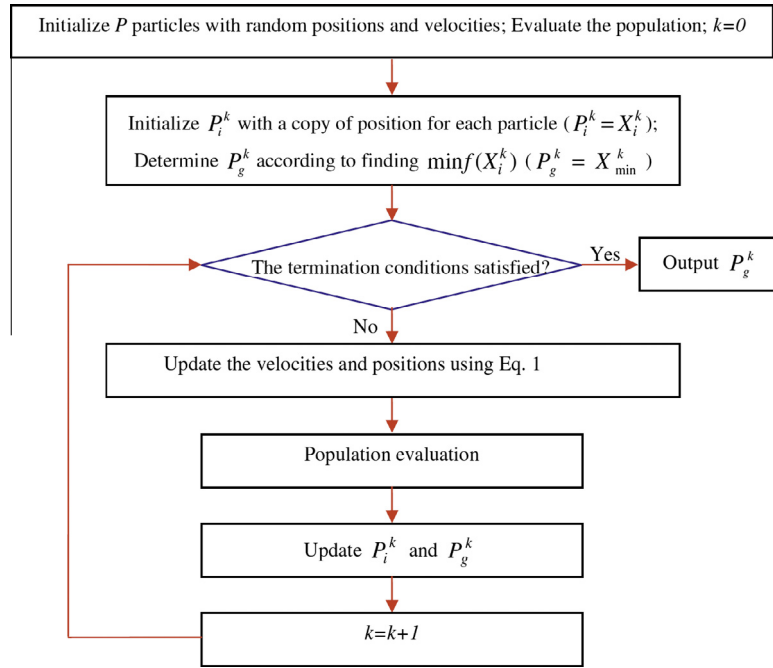 Initialize P particles with random positions and velocities; Evaluate the population; k=0
Initialize P_i^k with a copy of position for each particle (P_i^k = X_i^k);
Determine P_g^k according to finding min f(X_i^k) (P_g^k = X_min^k)
The termination conditions satisfied?
Yes
Output P_g^k
No
Update the velocities and positions using Eq. 1
Population evaluation
Update P_i^k and P_g^k
k=k+1